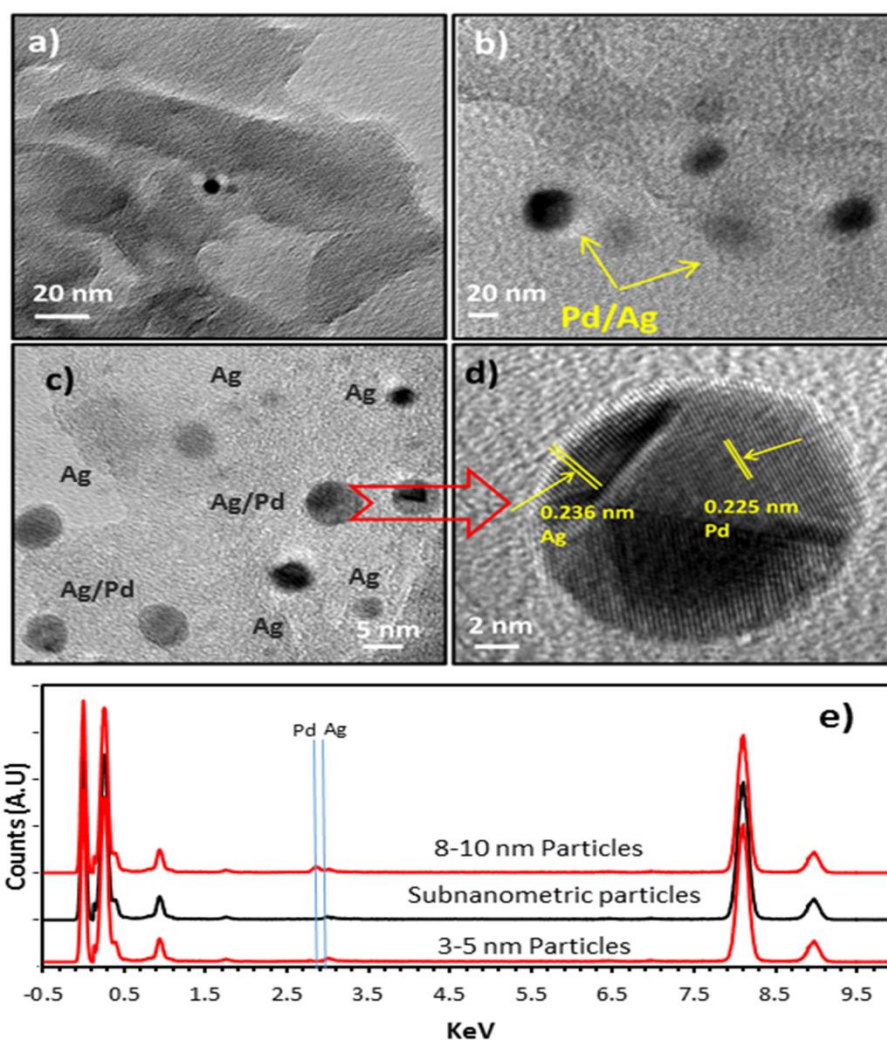 a)
20 nm
b)
Pd/Ag
20 nm
c)
Ag
Ag
Ag
Ag/Pd
Ag/Pd
Ag
Ag
5 nm
d)
0.236 nm
Ag
0.225 nm
Pd
2 nm
e)
Pd Ag
Counts (A.U)
8-10 nm Particles
Subnanometric particles
3-5 nm Particles
-0.5 0.5 1.5 2.5 3.5 4.5 5.5 6.5 7.5 8.5 9.5
KeV